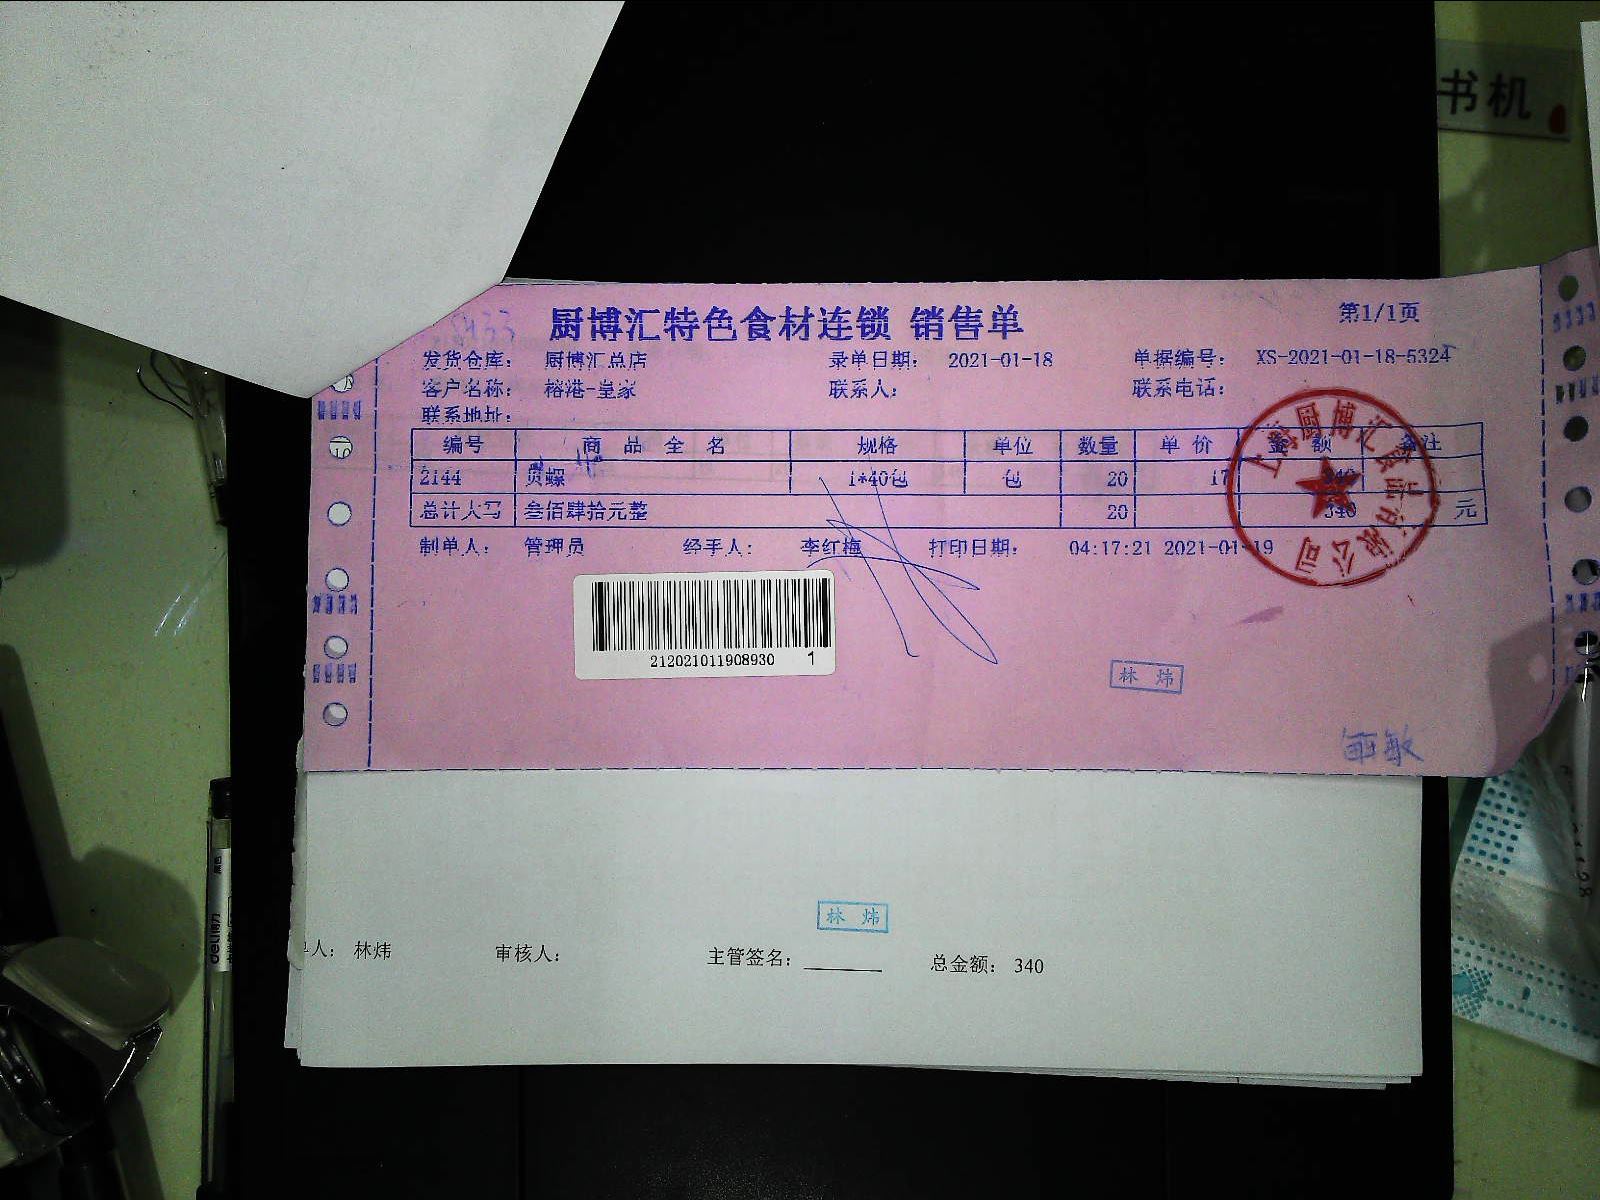 书机
厨博汇特色食材连锁 销售单
第1/1页
发货仓库： 厨博汇总店 录单日期： 2021-01-18 单据编号： XS-2021-01-18-5324
客户名称： 榕港-皇家 联系人： 联系电话：
联系地址：
编号 商 品 全 名 规格 单位 数量 单 价 金 额 备注
2144 贡螺 1*40包 包 20 17 340
总计大写 叁佰肆拾元整 20 340 元
制单人： 管理员 经手人： 李红梅 打印日期： 04:17:21 2021-01-19
212021011908930 1
林 炜
林 炜
人： 林炜 审核人： 主管签名： 总金额： 340
deli得力